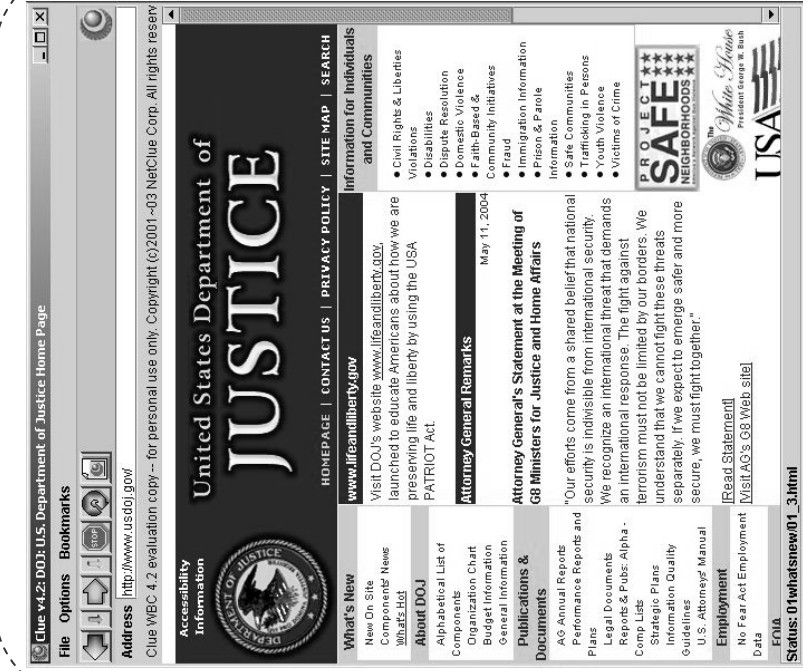 Clue v4.2: DOJ: U.S. Department of Justice Home Page
File Options Bookmarks
STOP
Address http://www.usdoj.gov/
Clue WBC 4.2 evaluation copy -- for personal use only. Copyright (c)2001~03 NetClue Corp. All rights reserv
Accessibility
Information
DEPARTMENT OF JUSTICE
United States Department of
JUSTICE
HOMEPAGE | CONTACT US | PRIVACY POLICY | SITE MAP | SEARCH
What's New
New On Site
Components' News
What's Hot
About DOJ
Alphabetical List of
Components
Organization Chart
Budget Information
General Information
Publications &
Documents
AG Annual Reports
Performance Reports and
Plans
Legal Documents
Reports & Pubs: Alpha -
Comp Lists
Strategic Plans
Information Quality
Guidelines
U.S. Attorneys' Manual
Employment
No Fear Act Employment
Data
FOIA
www.lifeandliberty.gov
Visit DOJ's website www.lifeandliberty.gov,
launched to educate Americans about how we are
preserving life and liberty by using the USA
PATRIOT Act.
Attorney General Remarks
May 11, 2004
Attorney General's Statement at the Meeting of
G8 Ministers for Justice and Home Affairs
"Our efforts come from a shared belief that national
security is indivisible from international security.
We recognize an international threat that demands
an international response. The fight against
terrorism must not be limited by our borders. We
understand that we cannot fight these threats
separately. If we expect to emerge safer and more
secure, we must fight together."
[Read Statement]
[Visit AG's G8 Web site]
Information for Individuals
and Communities
• Civil Rights & Liberties
Violations
• Disabilities
• Dispute Resolution
• Domestic Violence
• Faith-Based &
Community Initiatives
• Fraud
• Immigration Information
• Prison & Parole
Information
• Safe Communities
• Trafficking in Persons
• Youth Violence
• Victims of Crime
PROJECT
SAFE
NEIGHBORHOODS
The
White House
President George W. Bush
USA
Status: 01whatsnew/01_3.html